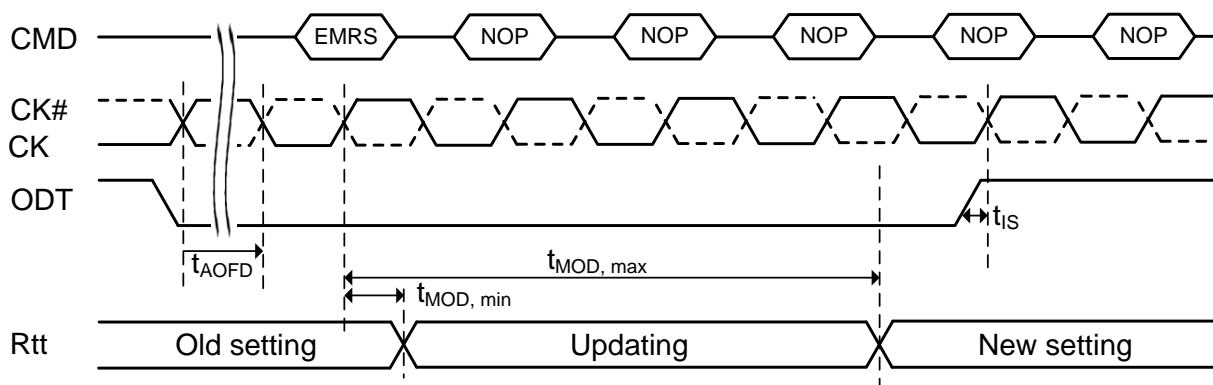 CMD EMRS NOP NOP NOP NOP NOP
CK#
CK
ODT
tIS
tAOFD
tMOD, max
tMOD, min
Rtt Old setting Updating New setting